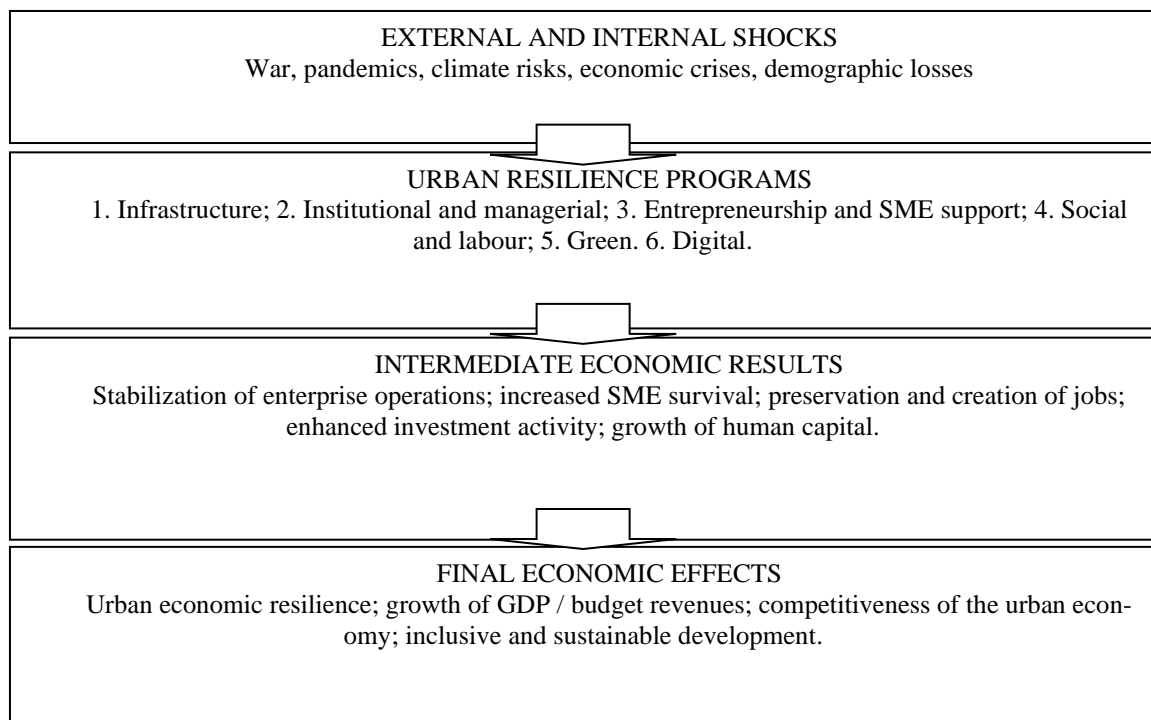 EXTERNAL AND INTERNAL SHOCKS
War, pandemics, climate risks, economic crises, demographic losses
URBAN RESILIENCE PROGRAMS
1. Infrastructure; 2. Institutional and managerial; 3. Entrepreneurship and SME support; 4. Social
and labour; 5. Green. 6. Digital.
INTERMEDIATE ECONOMIC RESULTS
Stabilization of enterprise operations; increased SME survival; preservation and creation of jobs;
enhanced investment activity; growth of human capital.
FINAL ECONOMIC EFFECTS
Urban economic resilience; growth of GDP / budget revenues; competitiveness of the urban econ-
omy; inclusive and sustainable development.